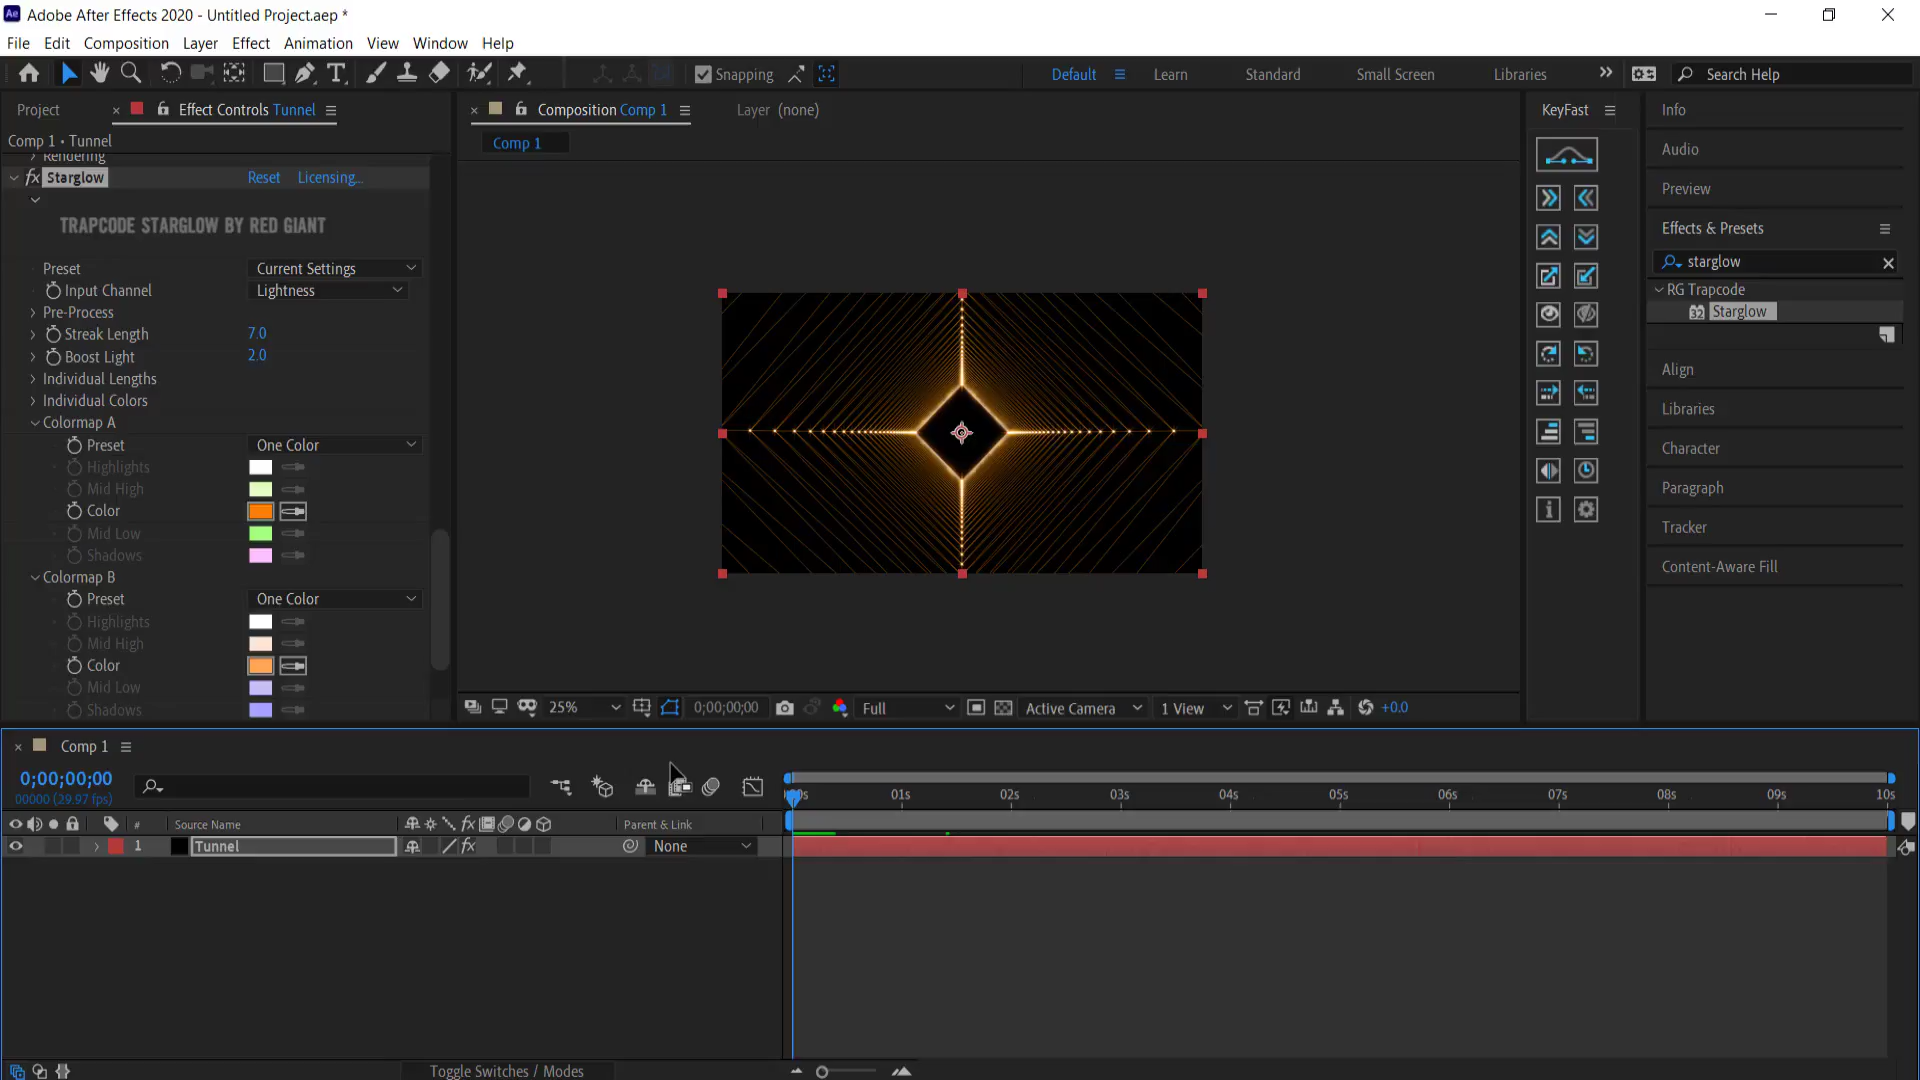 Adobe After Effects 2020 - Untitled Project.aep *
File Edit Composition Layer Effect Animation View Window Help
Snapping
Default Learn Standard Small Screen Libraries
Search Help
Project
Effect Controls Tunnel
Comp 1 • Tunnel
Rendering
fx Starglow Reset Licensing...
TRAPCODE STARGLOW BY RED GIANT
Preset Current Settings
Input Channel Lightness
Pre-Process
Streak Length 7.0
Boost Light 2.0
Individual Lengths
Individual Colors
Colormap A
Preset One Color
Highlights
Mid High
Color
Mid Low
Shadows
Colormap B
Preset One Color
Highlights
Mid High
Color
Mid Low
Shadows
Composition Comp 1
Layer (none)
Comp 1
25% 0;00;00;00 Full Active Camera 1 View +0.0
KeyFast
Info
Audio
Preview
Effects & Presets
starglow
RG Trapcode
32 Starglow
Align
Libraries
Character
Paragraph
Tracker
Content-Aware Fill
Comp 1
0;00;00;00
00000 (29.97 fps)
01s 02s 03s 04s 05s 06s 07s 08s 09s 10s
# Source Name fx Parent & Link
1 Tunnel fx None
Toggle Switches / Modes